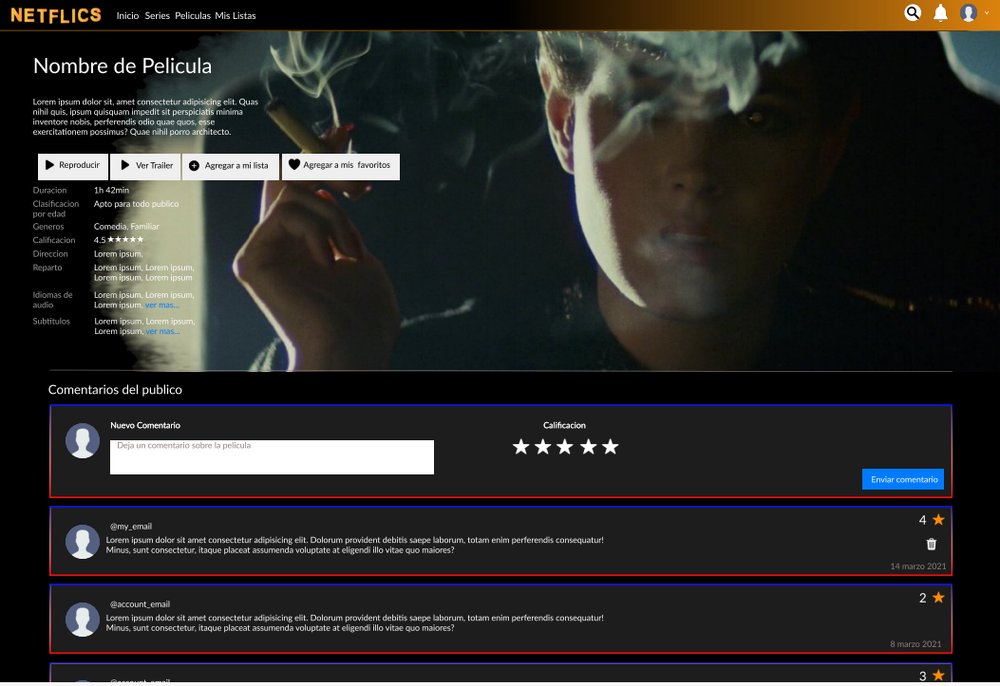 NETFLICS
Inicio Series Peliculas Mis Listas
Nombre de Pelicula
Lorem ipsum dolor sit, amet consectetur adipisicing elit. Quas
nihil quis, ipsum quisquam impedit sit perspiciatis minima
inventore nobis, perferendis odio quae quos, esse
exercitationem possimus? Quae nihil porro architecto.
Reproducir
Ver Trailer
Agregar a mi lista
Agregar a mis favoritos
Duracion 1h 42min
Clasificacion Apto para todo publico
por edad
Generos Comedia, Familiar
Calificacion 4.5 ★★★★★
Direccion Lorem ipsum,
Reparto Lorem ipsum, Lorem ipsum,
Lorem ipsum, Lorem ipsum
Idiomas de Lorem ipsum, Lorem ipsum,
audio Lorem ipsum, ver mas...
Subtitulos Lorem ipsum, Lorem ipsum,
Lorem ipsum, ver mas...
Comentarios del publico
Nuevo Comentario
Deja un comentario sobre la pelicula
Calificacion
Enviar comentario
@my_email
Lorem ipsum dolor sit amet consectetur adipisicing elit. Dolorum provident debitis saepe laborum, totam enim perferendis consequatur!
Minus, sunt consectetur, itaque placeat assumenda voluptate at eligendi illo vitae quo maiores?
4
14 marzo 2021
@account_email
Lorem ipsum dolor sit amet consectetur adipisicing elit. Dolorum provident debitis saepe laborum, totam enim perferendis consequatur!
Minus, sunt consectetur, itaque placeat assumenda voluptate at eligendi illo vitae quo maiores?
2
8 marzo 2021
@account_email
3